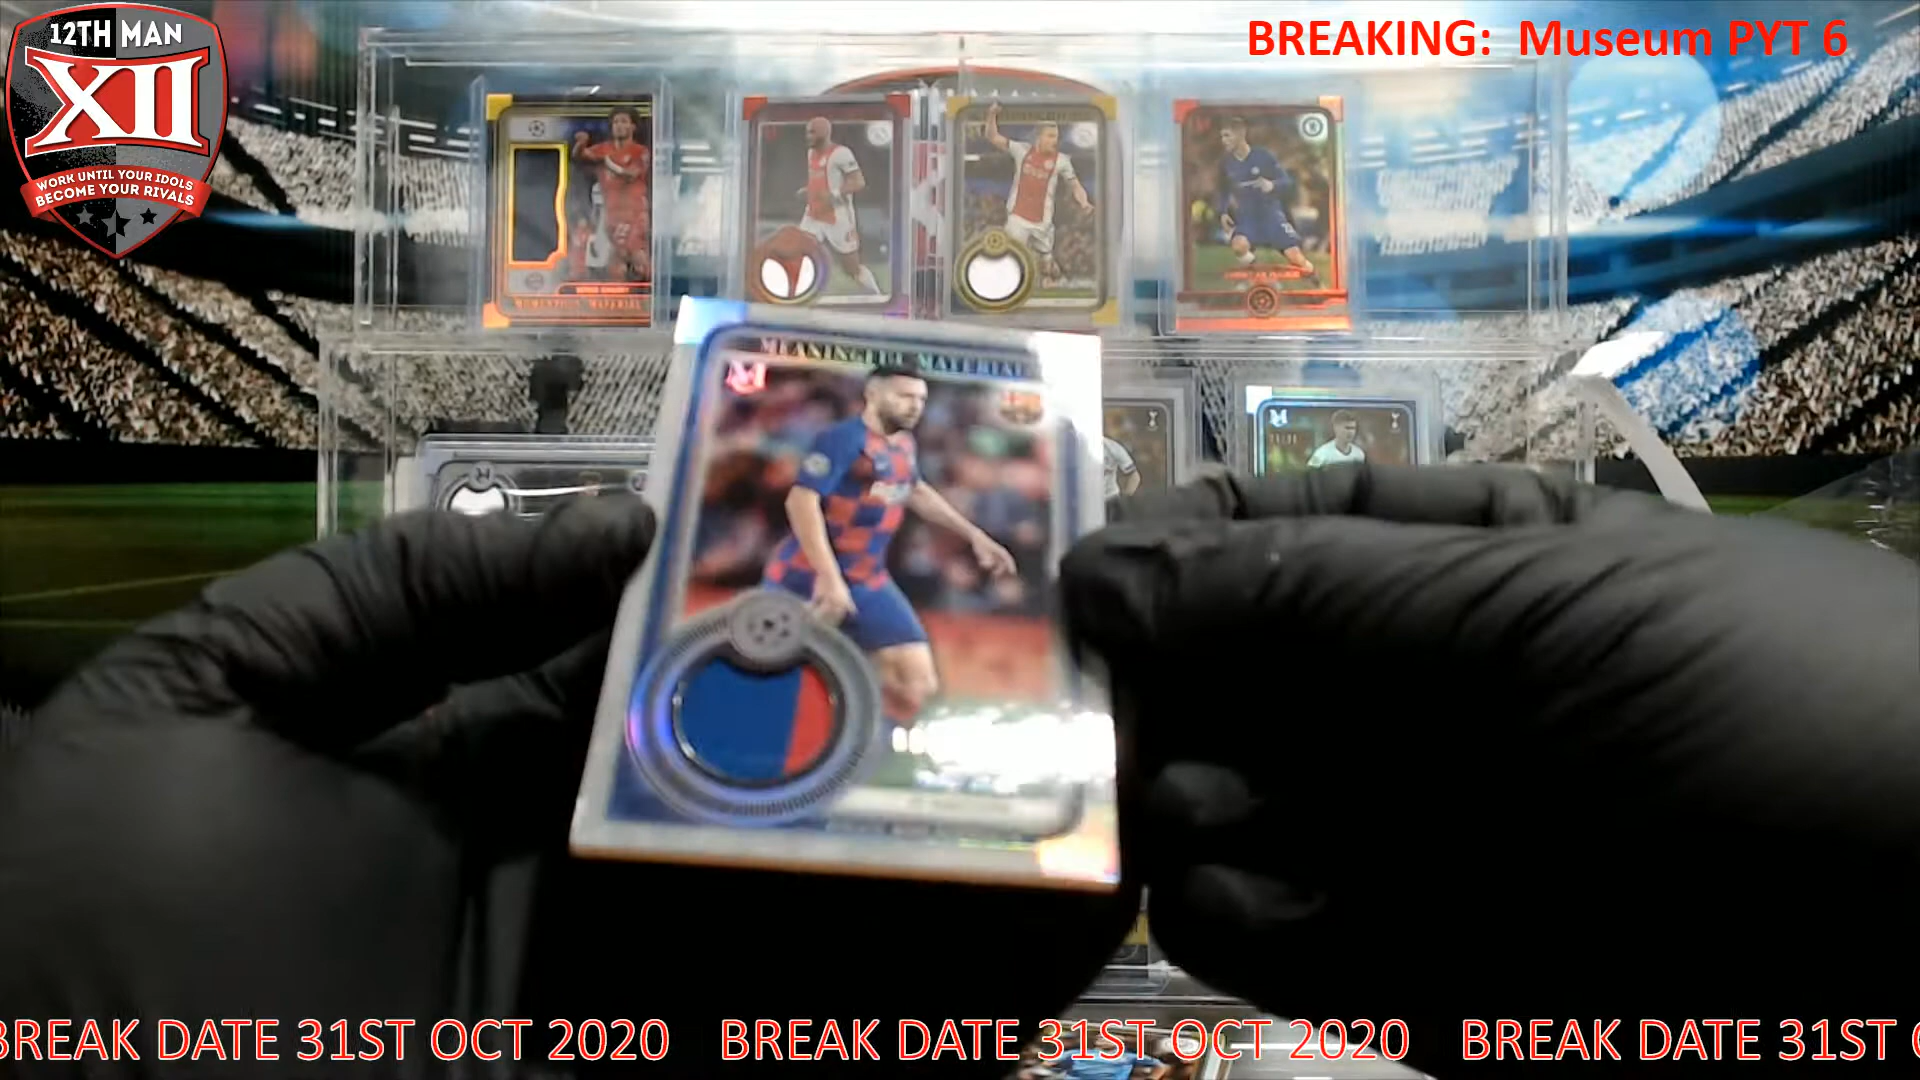 12TH MAN
XII
WORK UNTIL YOUR IDOLS
BECOME YOUR RIVALS
BREAKING: Museum PYT 6
MEANINGFUL MATERIAL
BREAK DATE 31ST OCT 2020 BREAK DATE 31ST OCT 2020 BREAK DATE 31ST